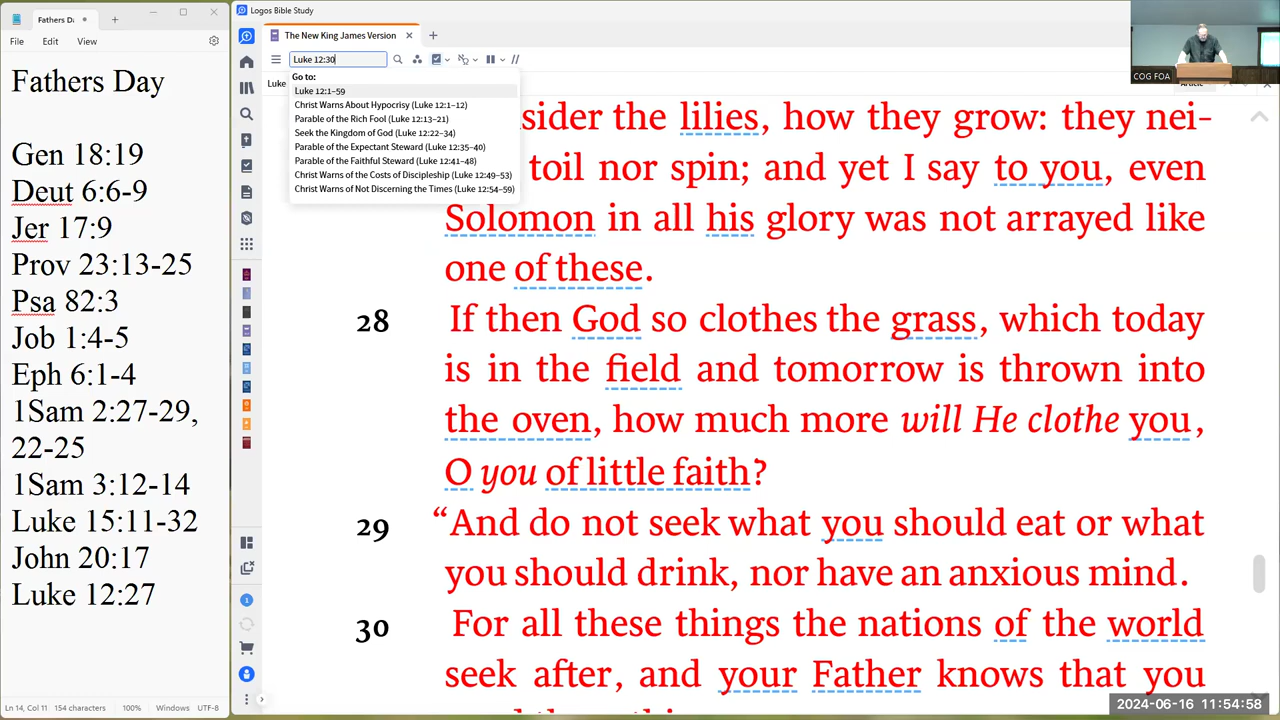 Fathers Da
File Edit View
Fathers Day
Gen 18:19
Deut 6:6-9
Jer 17:9
Prov 23:13-25
Psa 82:3
Job 1:4-5
Eph 6:1-4
1Sam 2:27-29,
22-25
1Sam 3:12-14
Luke 15:11-32
John 20:17
Luke 12:27
Ln 14, Col 11 154 characters 100% Windows UTF-8
Logos Bible Study
The New King James Version
Luke 12:30
Luke
Go to:
Luke 12:1–59
Christ Warns About Hypocrisy (Luke 12:1–12)
Parable of the Rich Fool (Luke 12:13–21)
Seek the Kingdom of God (Luke 12:22–34)
Parable of the Expectant Steward (Luke 12:35–40)
Parable of the Faithful Steward (Luke 12:41–48)
Christ Warns of the Costs of Discipleship (Luke 12:49–53)
Christ Warns of Not Discerning the Times (Luke 12:54–59)
COG FOA
sider the lilies, how they grow: they nei-
toil nor spin; and yet I say to you, even
Solomon in all his glory was not arrayed like
one of these.
28 If then God so clothes the grass, which today
is in the field and tomorrow is thrown into
the oven, how much more will He clothe you,
O you of little faith?
29 “And do not seek what you should eat or what
you should drink, nor have an anxious mind.
30 For all these things the nations of the world
seek after, and your Father knows that you
2024-06-16 11:54:58